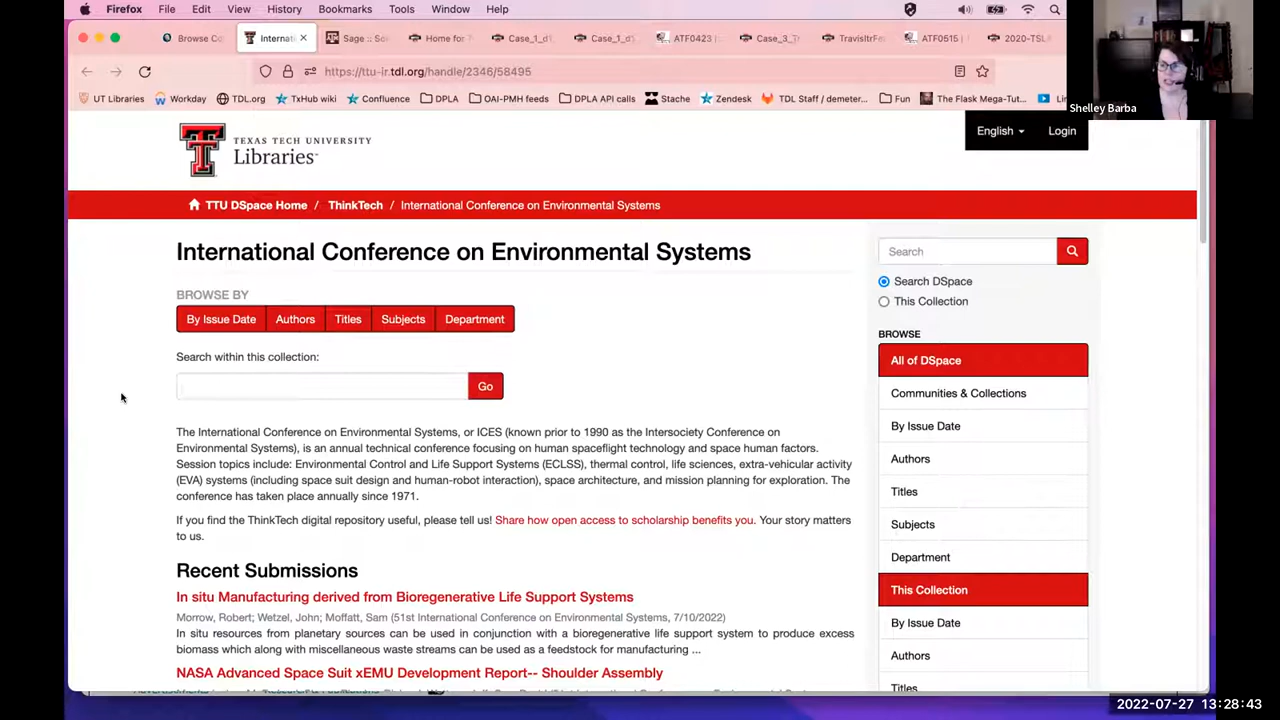 Firefox File Edit View History Bookmarks Tools Window Help
Browse Co Internati Sage :: So Home for Case_1_d Case_1_d ATF0423 | Case_3_Tr TravisItrFe ATF0515 | 2020-TSL
https://ttu-ir.tdl.org/handle/2346/58495
UT Libraries Workday TDL.org TxHub wiki Confluence DPLA OAI-PMH feeds DPLA API calls Stache Zendesk TDL Staff / demeter... Fun The Flask Mega-Tut...
Shelley Barba
TEXAS TECH UNIVERSITY
Libraries™
English Login
TTU DSpace Home / ThinkTech / International Conference on Environmental Systems
International Conference on Environmental Systems
BROWSE BY
By Issue Date Authors Titles Subjects Department
Search within this collection:
Go
The International Conference on Environmental Systems, or ICES (known prior to 1990 as the Intersociety Conference on
Environmental Systems), is an annual technical conference focusing on human spaceflight technology and space human factors.
Session topics include: Environmental Control and Life Support Systems (ECLSS), thermal control, life sciences, extra-vehicular activity
(EVA) systems (including space suit design and human-robot interaction), space architecture, and mission planning for exploration. The
conference has taken place annually since 1971.
If you find the ThinkTech digital repository useful, please tell us! Share how open access to scholarship benefits you. Your story matters
to us.
Recent Submissions
In situ Manufacturing derived from Bioregenerative Life Support Systems
Morrow, Robert; Wetzel, John; Moffatt, Sam (51st International Conference on Environmental Systems, 7/10/2022)
In situ resources from planetary sources can be used in conjunction with a bioregenerative life support system to produce excess
biomass which along with miscellaneous waste streams can be used as a feedstock for manufacturing ...
NASA Advanced Space Suit xEMU Development Report-- Shoulder Assembly
Search
Search DSpace
This Collection
BROWSE
All of DSpace
Communities & Collections
By Issue Date
Authors
Titles
Subjects
Department
This Collection
By Issue Date
Authors
Titles
2022-07-27 13:28:43